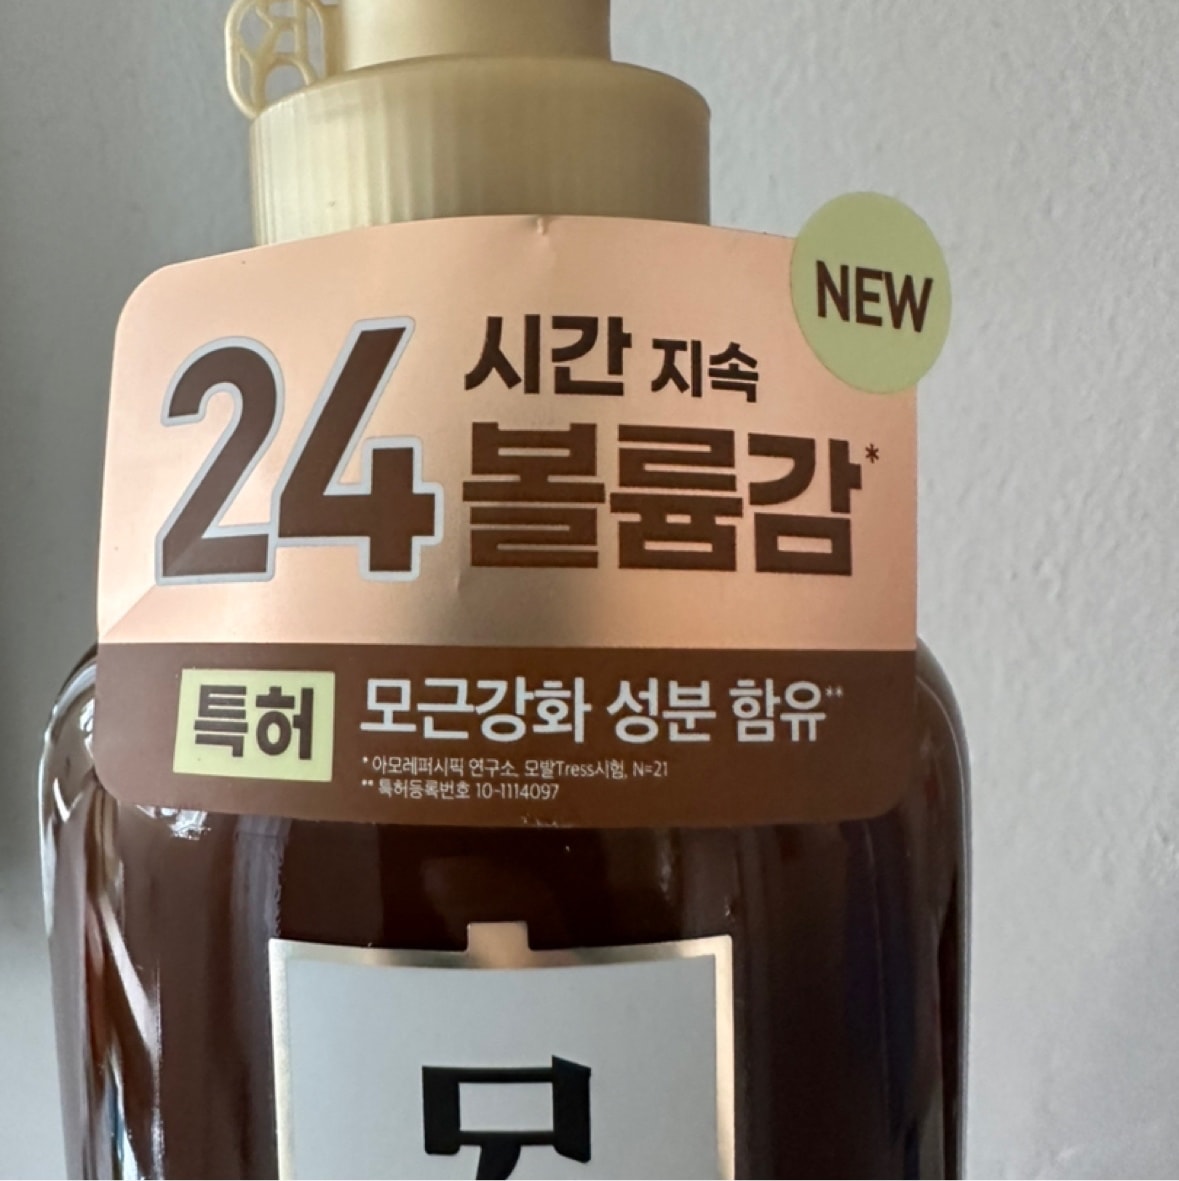 NEW
24시간 지속
볼륨감*
특허 모근강화 성분 함유**
* 아모레퍼시픽 연구소, 모발Tress시험, N=21
** 특허등록번호 10-1114097